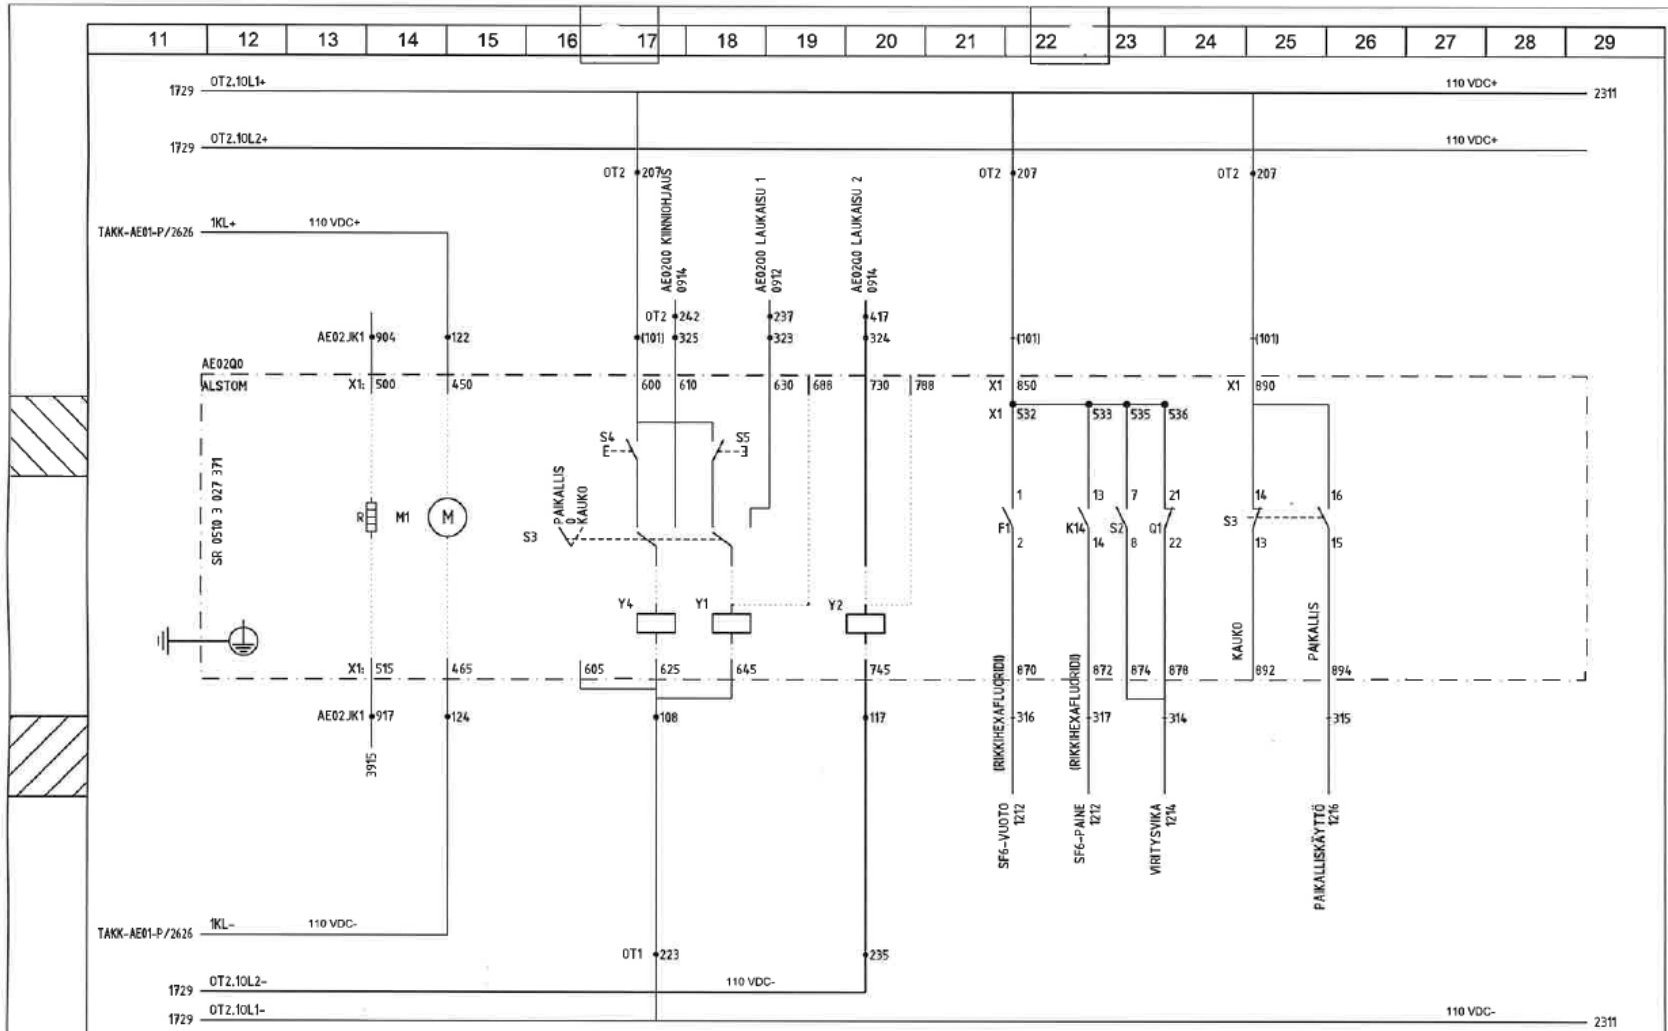 11 12 13 14 15 16 17 18 19 20 21 22 23 24 25 26 27 28 29
OT2.10L1+ 110 VDC+
1729 2311
OT2.10L2+ 110 VDC+
1729
OT2 207 OT2 207 OT2 207
AE02Q0 KIINNIOHJAUS
0914
AE02Q0 LAUKAISU 1
0912
AE02Q0 LAUKAISU 2
0914
1KL+ 110 VDC+
TAKK-AE01-P/2626
OT2 242 237 417
AE02.JK1 904 122 (101) 325 323 324 (101) (101)
AE02Q0
ALSTOM X1: 500 450 600 610 630 688 730 788 X1 850 X1 890
X1 532 533 535 536
SR 0510 3 027 371
S4 S5
E E
PAIKALLIS
0
KAUKO
1 13 7 21 14 16
R M1 M S3 F1 K14 S2 Q1 S3
2 14 8 22 13 15
Y4 Y1 Y2
KAUKO
PAIKALLIS
X1: 515 465 605 625 645 745 870 872 874 878 892 894
(RIKKIHEXAFLUORIDI)
(RIKKIHEXAFLUORIDI)
AE02.JK1 917 124 108 117 316 317 314 315
3915
SF6-VUOTO
1212
SF6-PAINE
1212
VIRITYSVIKA
1214
PAIKALLISKÄYTTÖ
1216
1KL- 110 VDC-
TAKK-AE01-P/2626
OT1 223 235
OT2.10L2- 110 VDC-
1729
OT2.10L1- 110 VDC-
1729 2311